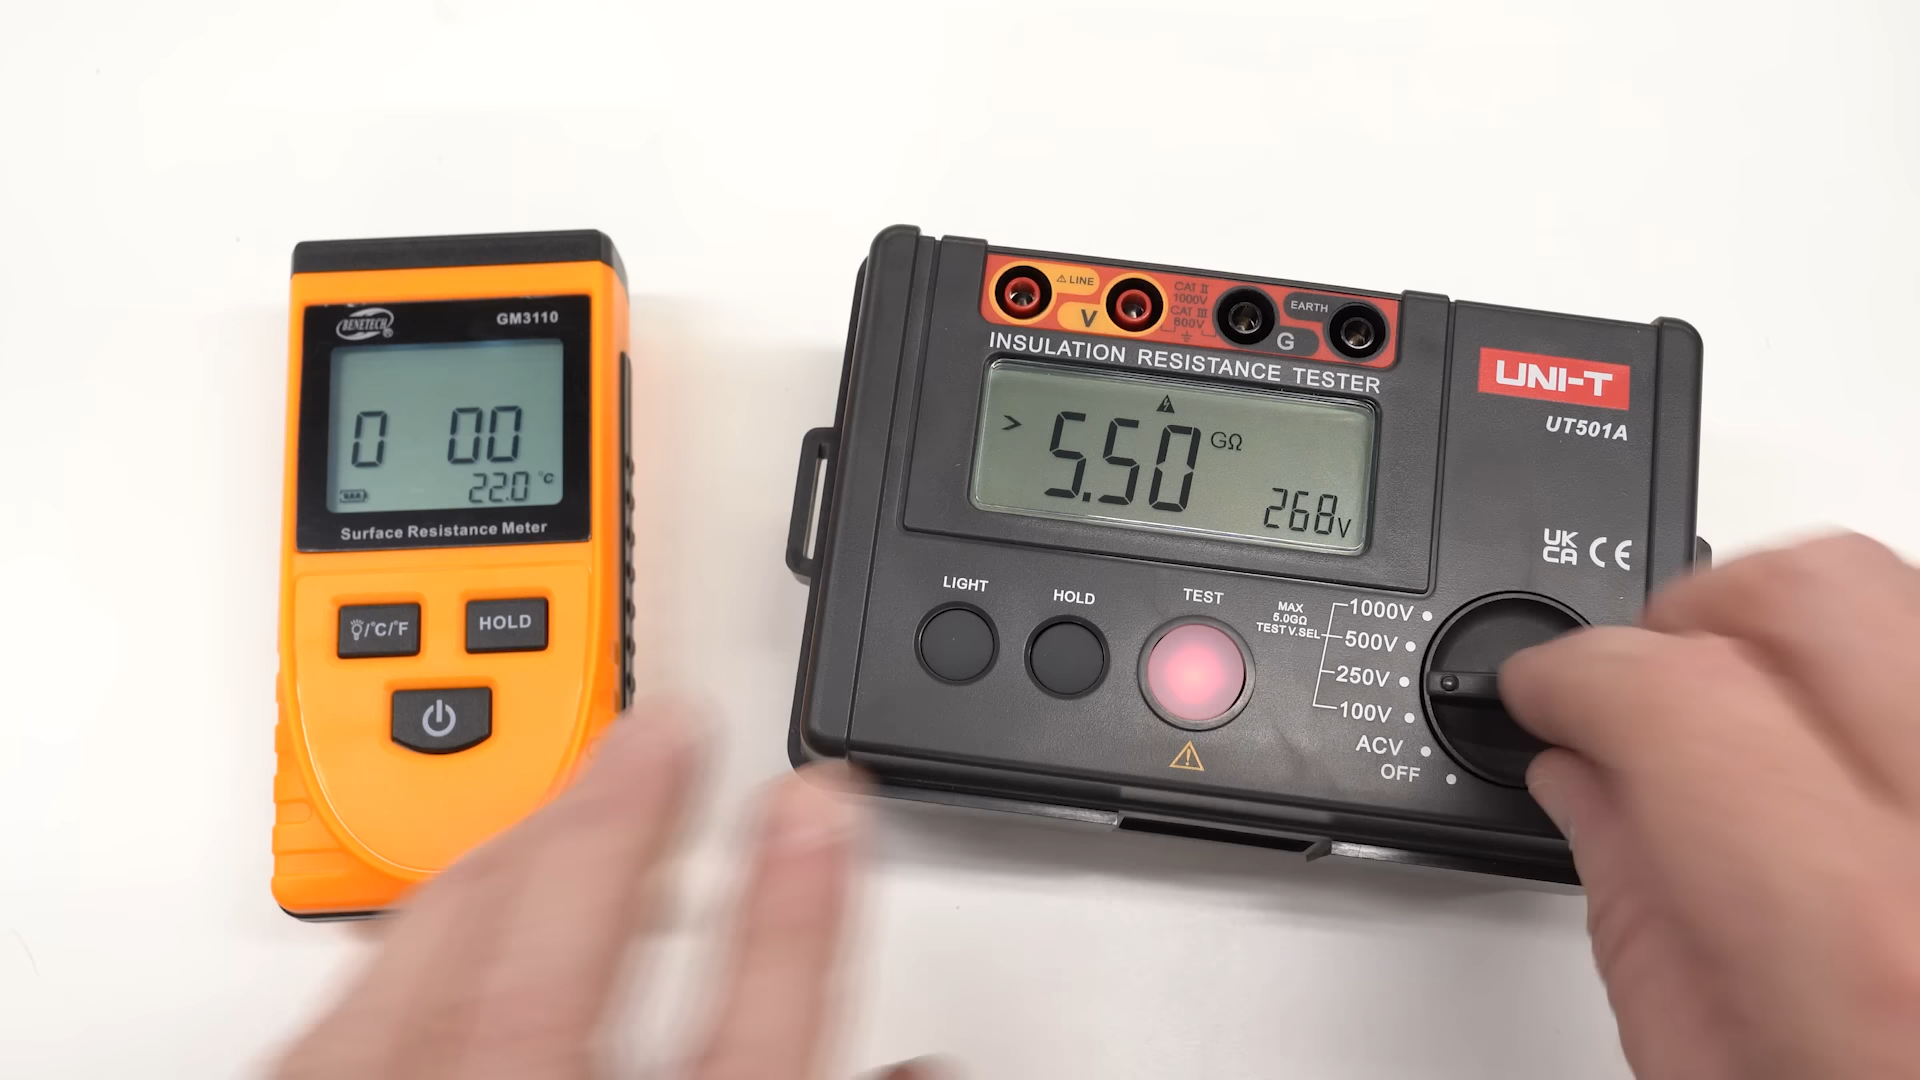 BENETECH
GM3110
0 00
22.0 °C
Surface Resistance Meter
/°C/°F
HOLD
LINE
V
CAT II
1000V
CAT III
600V
EARTH
G
INSULATION RESISTANCE TESTER
UNI-T
UT501A
> 5.50 GΩ
268V
UK
CA CE
LIGHT
HOLD
TEST
MAX
5.0GΩ
TEST V.SEL
1000V
500V
250V
100V
ACV
OFF